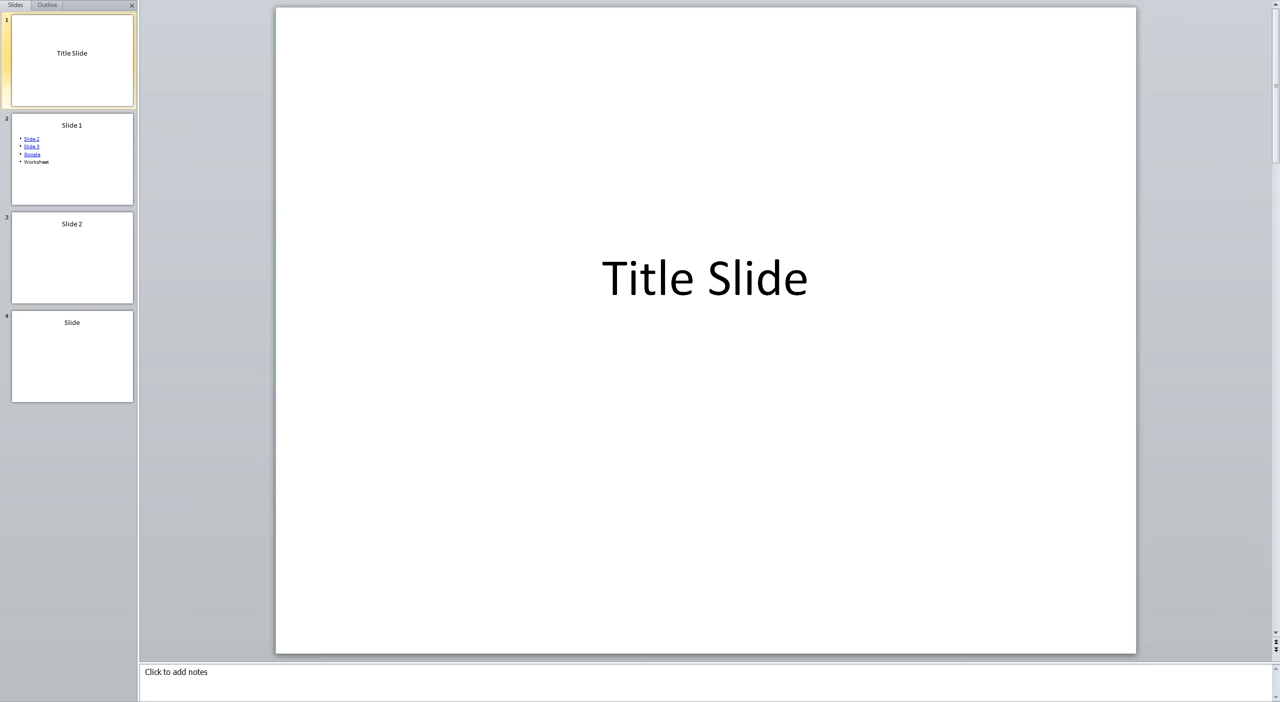 Slides Outline
1
Title Slide
2
Slide 1
• Slide 2
• Slide 3
• Google
• Worksheet
3
Slide 2
4
Slide
Title Slide
Click to add notes